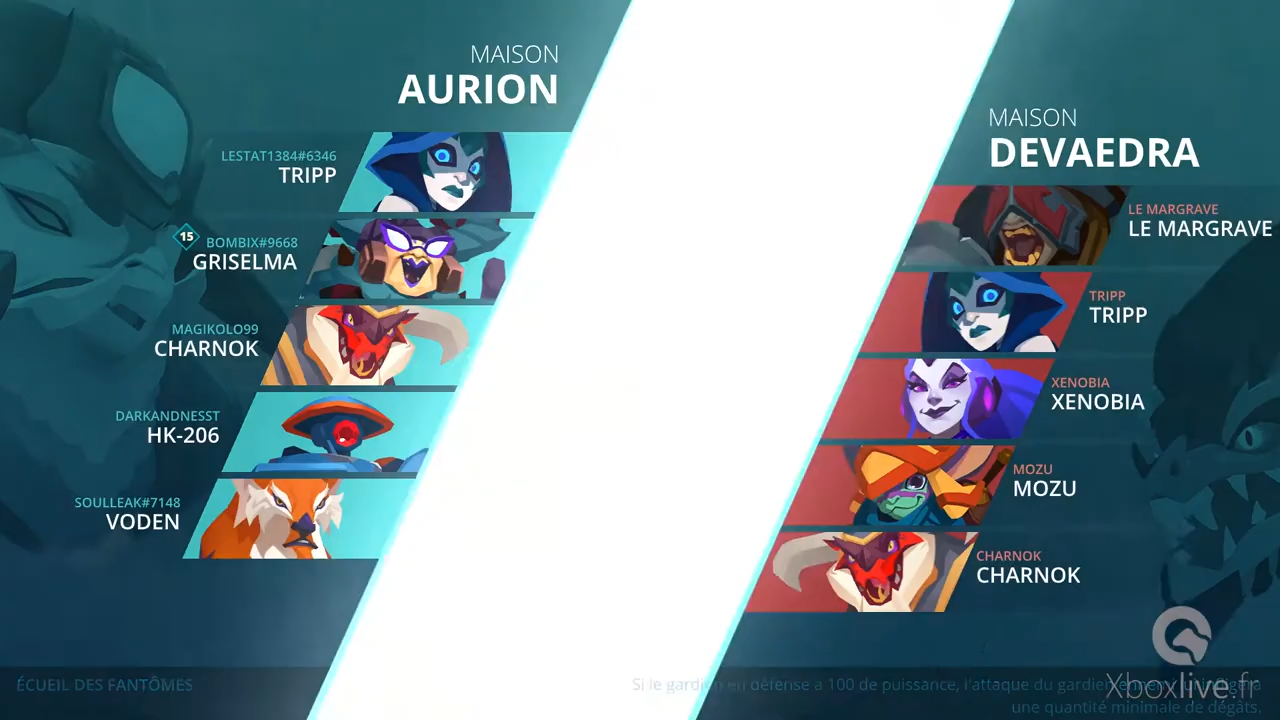 MAISON
AURION
LESTAT1384#6346
TRIPP
15
BOMBIX#9668
GRISELMA
MAGIKOLO99
CHARNOK
DARKANDNESST
HK-206
SOULLEAK#7148
VODEN
MAISON
DEVAEDRA
LE MARGRAVE
LE MARGRAVE
TRIPP
TRIPP
XENOBIA
XENOBIA
MOZU
MOZU
CHARNOK
CHARNOK
ÉCUEIL DES FANTÔMES
Si le gardien en défense a 100 de puissance, l'attaque du gardien
une quantité minimale de dégâts.
Xboxlive.fr